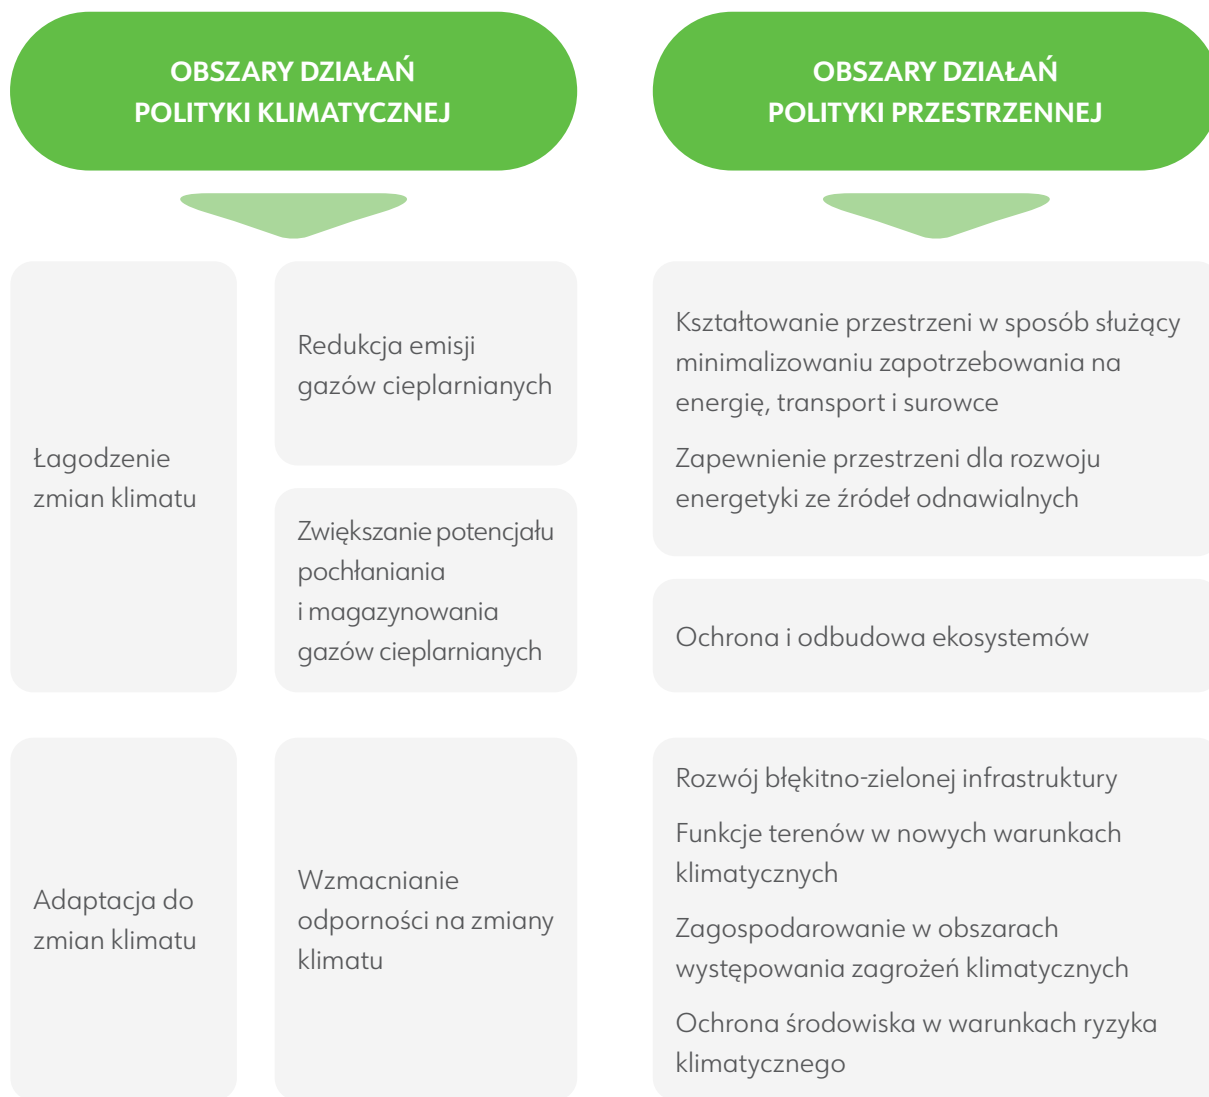 OBSZARY DZIAŁAŃ
POLITYKI KLIMATYCZNEJ
OBSZARY DZIAŁAŃ
POLITYKI PRZESTRZENNEJ
Łagodzenie
zmian klimatu
Redukcja emisji
gazów cieplarnianych
Zwiększanie potencjału
pochłaniania
i magazynowania
gazów cieplarnianych
Kształtowanie przestrzeni w sposób służący
minimalizowaniu zapotrzebowania na
energię, transport i surowce
Zapewnienie przestrzeni dla rozwoju
energetyki ze źródeł odnawialnych
Ochrona i odbudowa ekosystemów
Adaptacja do
zmian klimatu
Wzmacnianie
odporności na zmiany
klimatu
Rozwój błękitno-zielonej infrastruktury
Funkcje terenów w nowych warunkach
klimatycznych
Zagospodarowanie w obszarach
występowania zagrożeń klimatycznych
Ochrona środowiska w warunkach ryzyka
klimatycznego